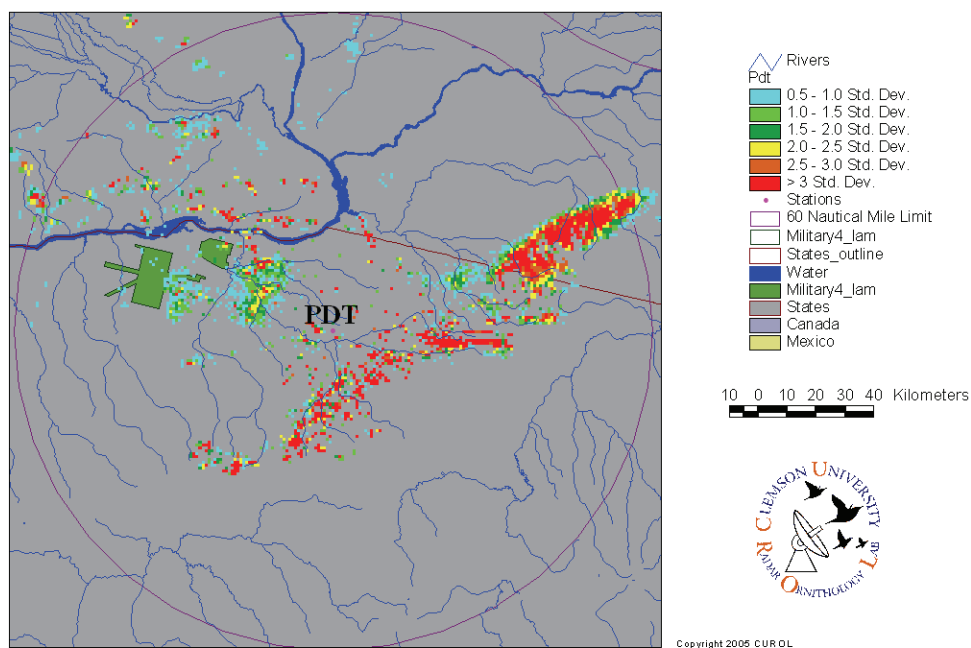 PDT
Rivers
Pdt
0.5 - 1.0 Std. Dev.
1.0 - 1.5 Std. Dev.
1.5 - 2.0 Std. Dev.
2.0 - 2.5 Std. Dev.
2.5 - 3.0 Std. Dev.
> 3 Std. Dev.
Stations
60 Nautical Mile Limit
Military4_lam
States_outline
Water
Military4_lam
States
Canada
Mexico
10 0 10 20 30 40 Kilometers
CLEMSON UNIVERSITY
RADAR ORNITHOLOGY LAB
Copyright 2005 CUROL